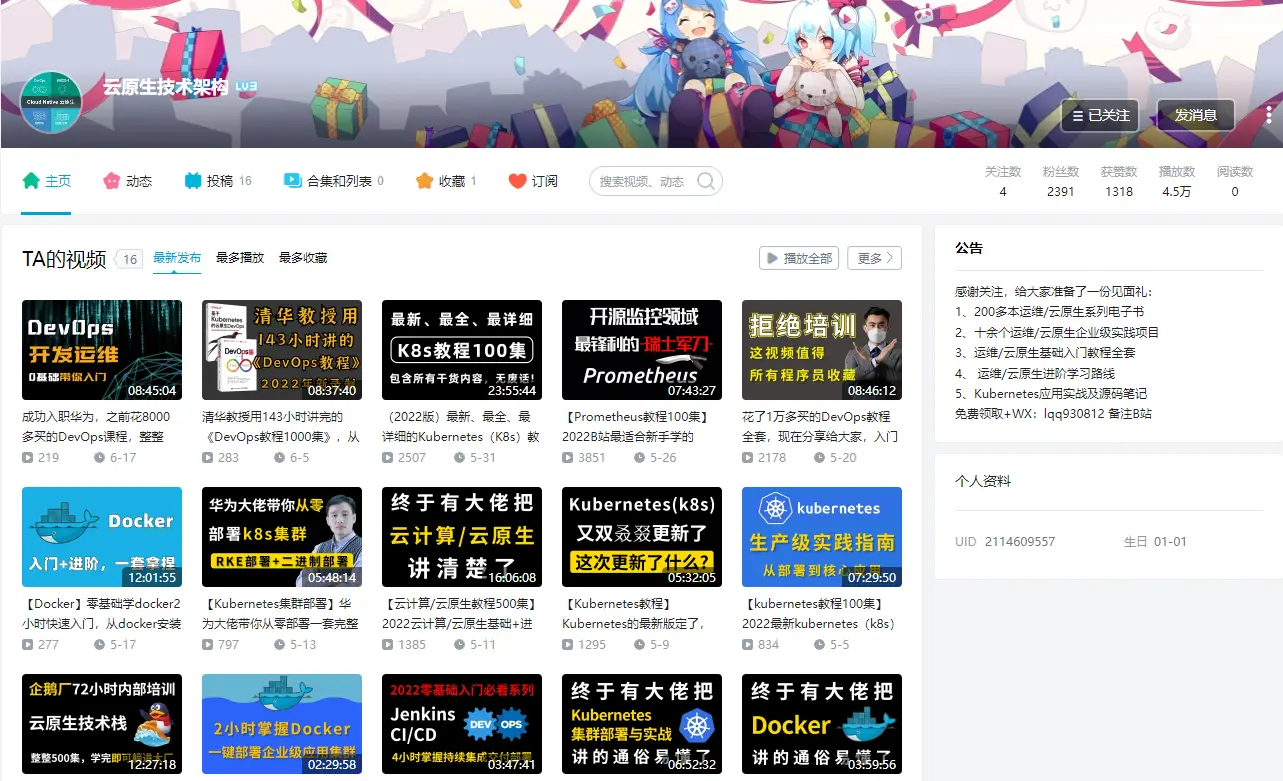 云原生技术架构 LV3
Cloud Native 云原生
已关注
发消息
主页
动态
投稿 16
合集和列表 0
收藏 1
订阅
搜索视频、动态
关注数 粉丝数 获赞数 播放数 阅读数
4 2391 1318 4.5万 0
TA的视频 16 最新发布 最多播放 最多收藏
播放全部
更多
DevOps
开发运维
0基础带你入门
08:45:04
成功入职华为，之前花8000
多买的DevOps课程，整整
219 6-17
清华教授用
143小时讲的
《DevOps教程》
08:37:40
清华教授用143小时讲完的
《DevOps教程1000集》，从
283 6-5
最新、最全、最详细
K8s教程100集
包含所有干货内容，无废话！
23:55:44
（2022版）最新、最全、最
详细的Kubernetes（K8s）教
2507 5-31
开源监控领域
最锋利的“瑞士军刀”
Prometheus
07:43:27
【Prometheus教程100集】
2022B站最适合新手学的
3851 5-26
拒绝培训
这视频值得
所有程序员收藏
08:46:12
花了1万多买的DevOps教程
全套，现在分享给大家，入门
2178 5-20
Docker
入门+进阶，一套拿捏
12:01:55
【Docker】零基础学docker2
小时快速入门，从docker安装
277 5-17
华为大佬带你从零
部署k8s集群
RKE部署+二进制部署
05:48:14
【Kubernetes集群部署】华
为大佬带你从零部署一套完整
797 5-13
终于有大佬把
云计算/云原生
讲清楚了
16:06:08
【云计算/云原生教程500集】
2022云计算/云原生基础+进
1385 5-11
Kubernetes(k8s)
又双叒叕更新了
这次更新了什么？
05:32:05
【Kubernetes教程】
Kubernetes的最新版定了，
1295 5-9
kubernetes
生产级实践指南
从部署到核心应用
07:29:50
【kubernetes教程100集】
2022最新kubernetes（k8s）
834 5-5
企鹅厂72小时内部培训
云原生技术栈
12:27:18
2小时掌握Docker
一键部署企业级应用集群
02:29:58
2022零基础入门必看系列
Jenkins
CI/CD
DEV OPS
4小时掌握持续集成交付部署
03:47:41
终于有大佬把
Kubernetes
集群部署与实战
讲的通俗易懂了
06:52:32
终于有大佬把
Docker
讲的通俗易懂了
03:59:56
公告
感谢关注，给大家准备了一份见面礼：
1、200多本运维/云原生系列电子书
2、十余个运维/云原生企业级实践项目
3、运维/云原生基础入门教程全套
4、 运维/云原生进阶学习路线
5、Kubernetes应用实战及源码笔记
免费领取+WX：lqq930812 备注B站
个人资料
UID 2114609557 生日 01-01